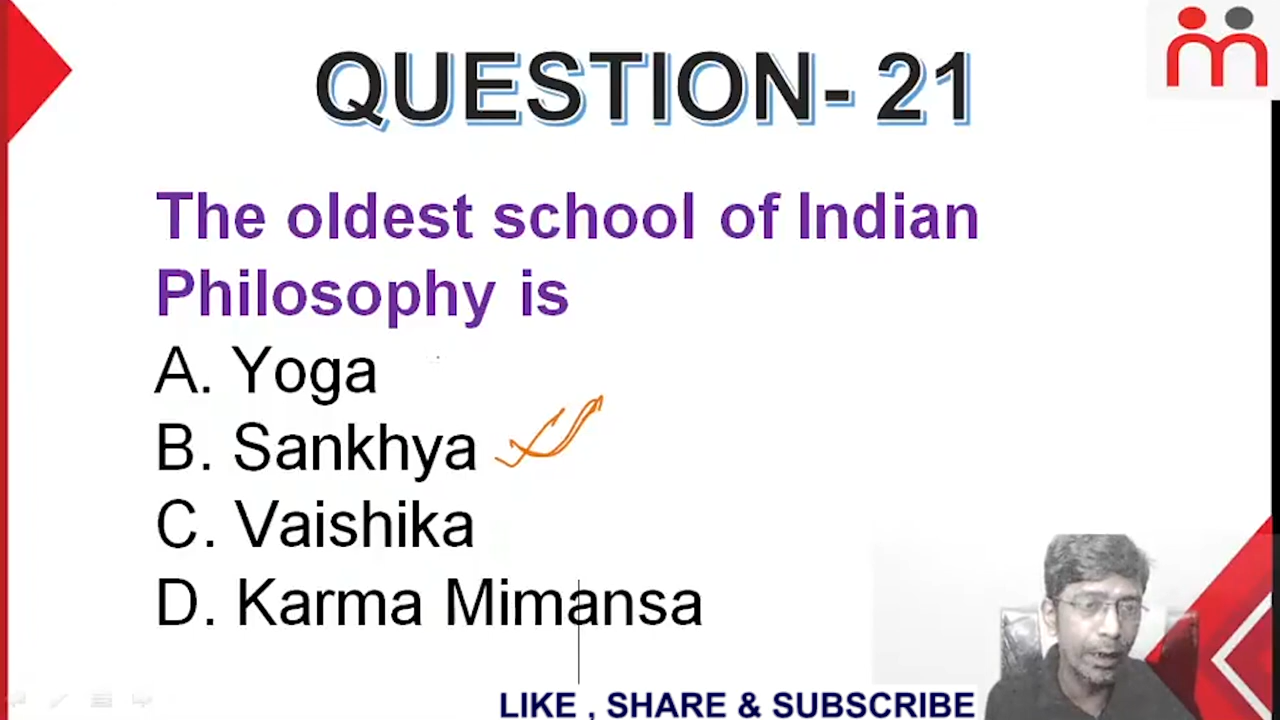 QUESTION- 21
The oldest school of Indian
Philosophy is
A. Yoga
B. Sankhya
C. Vaishika
D. Karma Mimansa
LIKE , SHARE & SUBSCRIBE